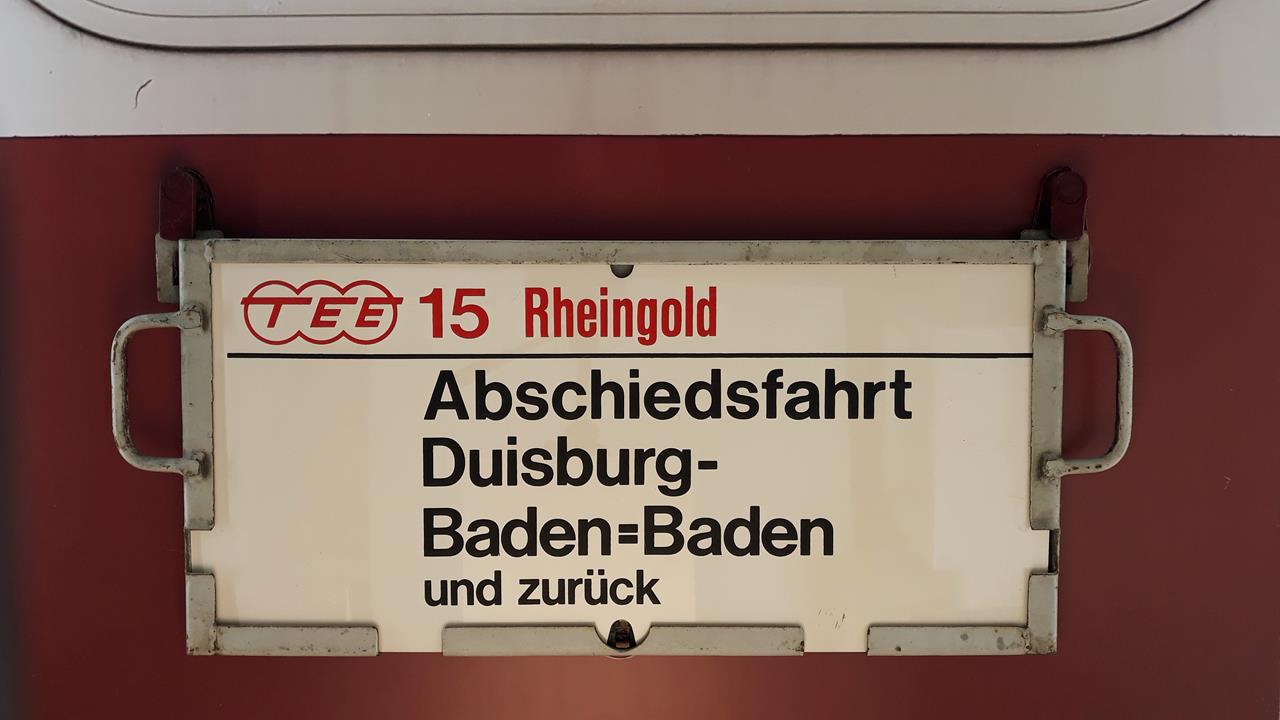 TEE 15 Rheingold
Abschiedsfahrt
Duisburg-
Baden=Baden
und zurück